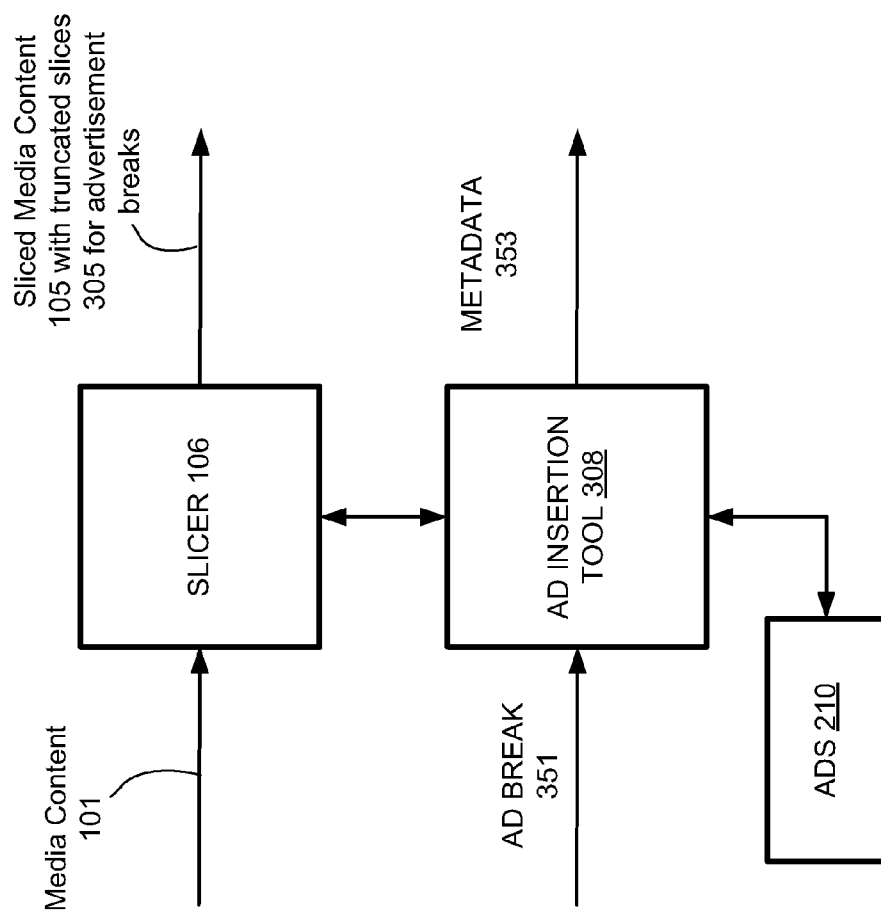 Media Content
101
SLICER 106
Sliced Media Content
105 with truncated slices
305 for advertisement
breaks
AD BREAK
351
AD INSERTION
TOOL 308
METADATA
353
ADS 210